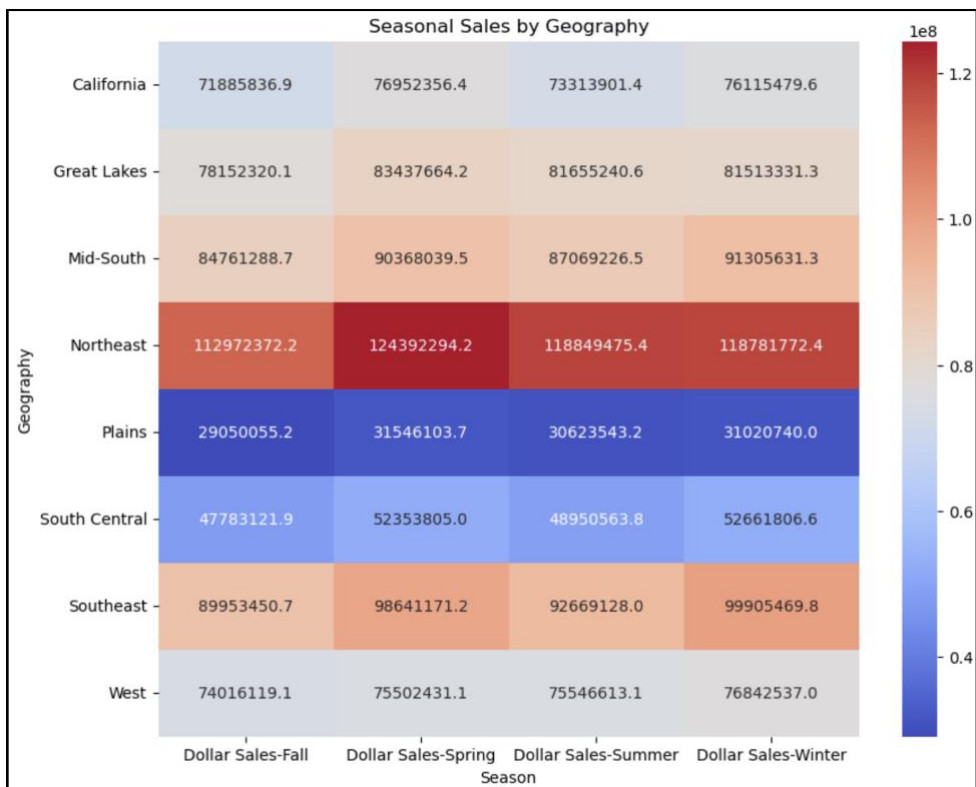 Seasonal Sales by Geography
1e8
California 71885836.9 76952356.4 73313901.4 76115479.6
1.2
Great Lakes 78152320.1 83437664.2 81655240.6 81513331.3
1.0
Mid-South 84761288.7 90368039.5 87069226.5 91305631.3
Northeast 112972372.2 124392294.2 118849475.4 118781772.4
0.8
Geography
Plains 29050055.2 31546103.7 30623543.2 31020740.0
0.6
South Central 47783121.9 52353805.0 48950563.8 52661806.6
Southeast 89953450.7 98641171.2 92669128.0 99905469.8
0.4
West 74016119.1 75502431.1 75546613.1 76842537.0
Dollar Sales-Fall Dollar Sales-Spring Dollar Sales-Summer Dollar Sales-Winter
Season